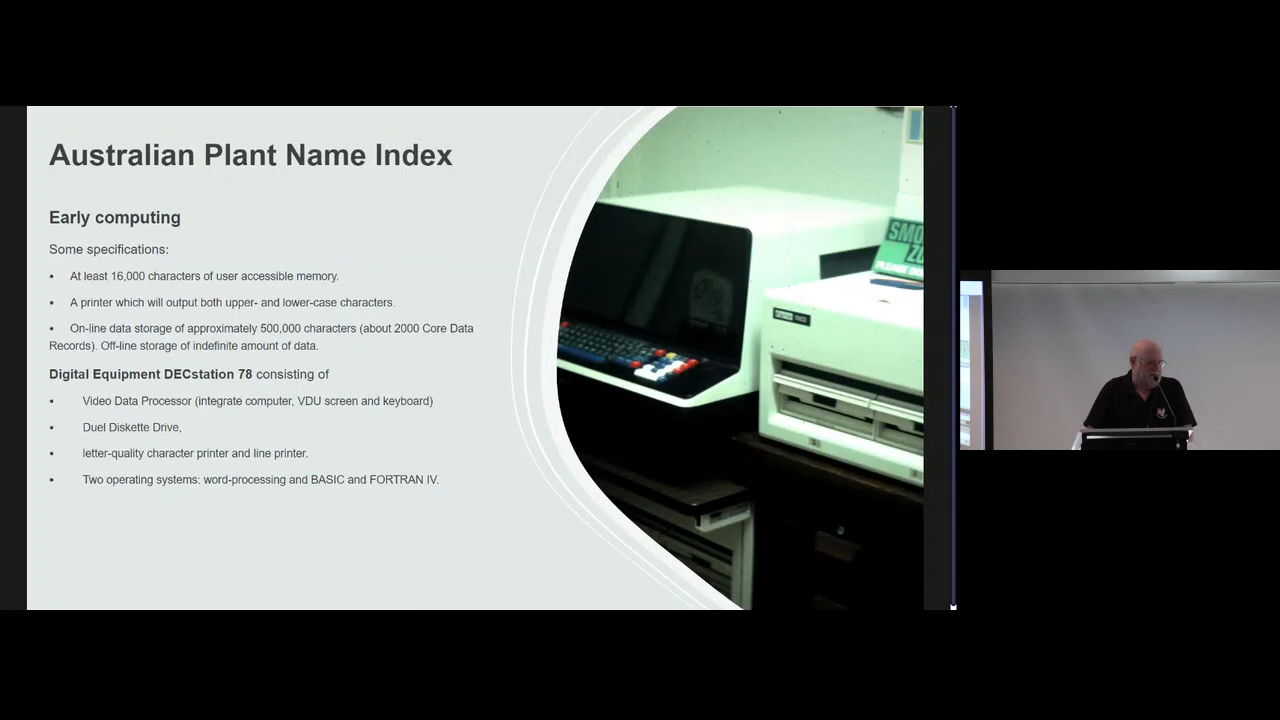 Australian Plant Name Index
Early computing
Some specifications:
• At least 16,000 characters of user accessible memory.
• A printer which will output both upper- and lower-case characters.
• On-line data storage of approximately 500,000 characters (about 2000 Core Data
Records). Off-line storage of indefinite amount of data.
Digital Equipment DECstation 78 consisting of
• Video Data Processor (integrate computer, VDU screen and keyboard)
• Duel Diskette Drive,
• letter-quality character printer and line printer.
• Two operating systems: word-processing and BASIC and FORTRAN IV.
SMO